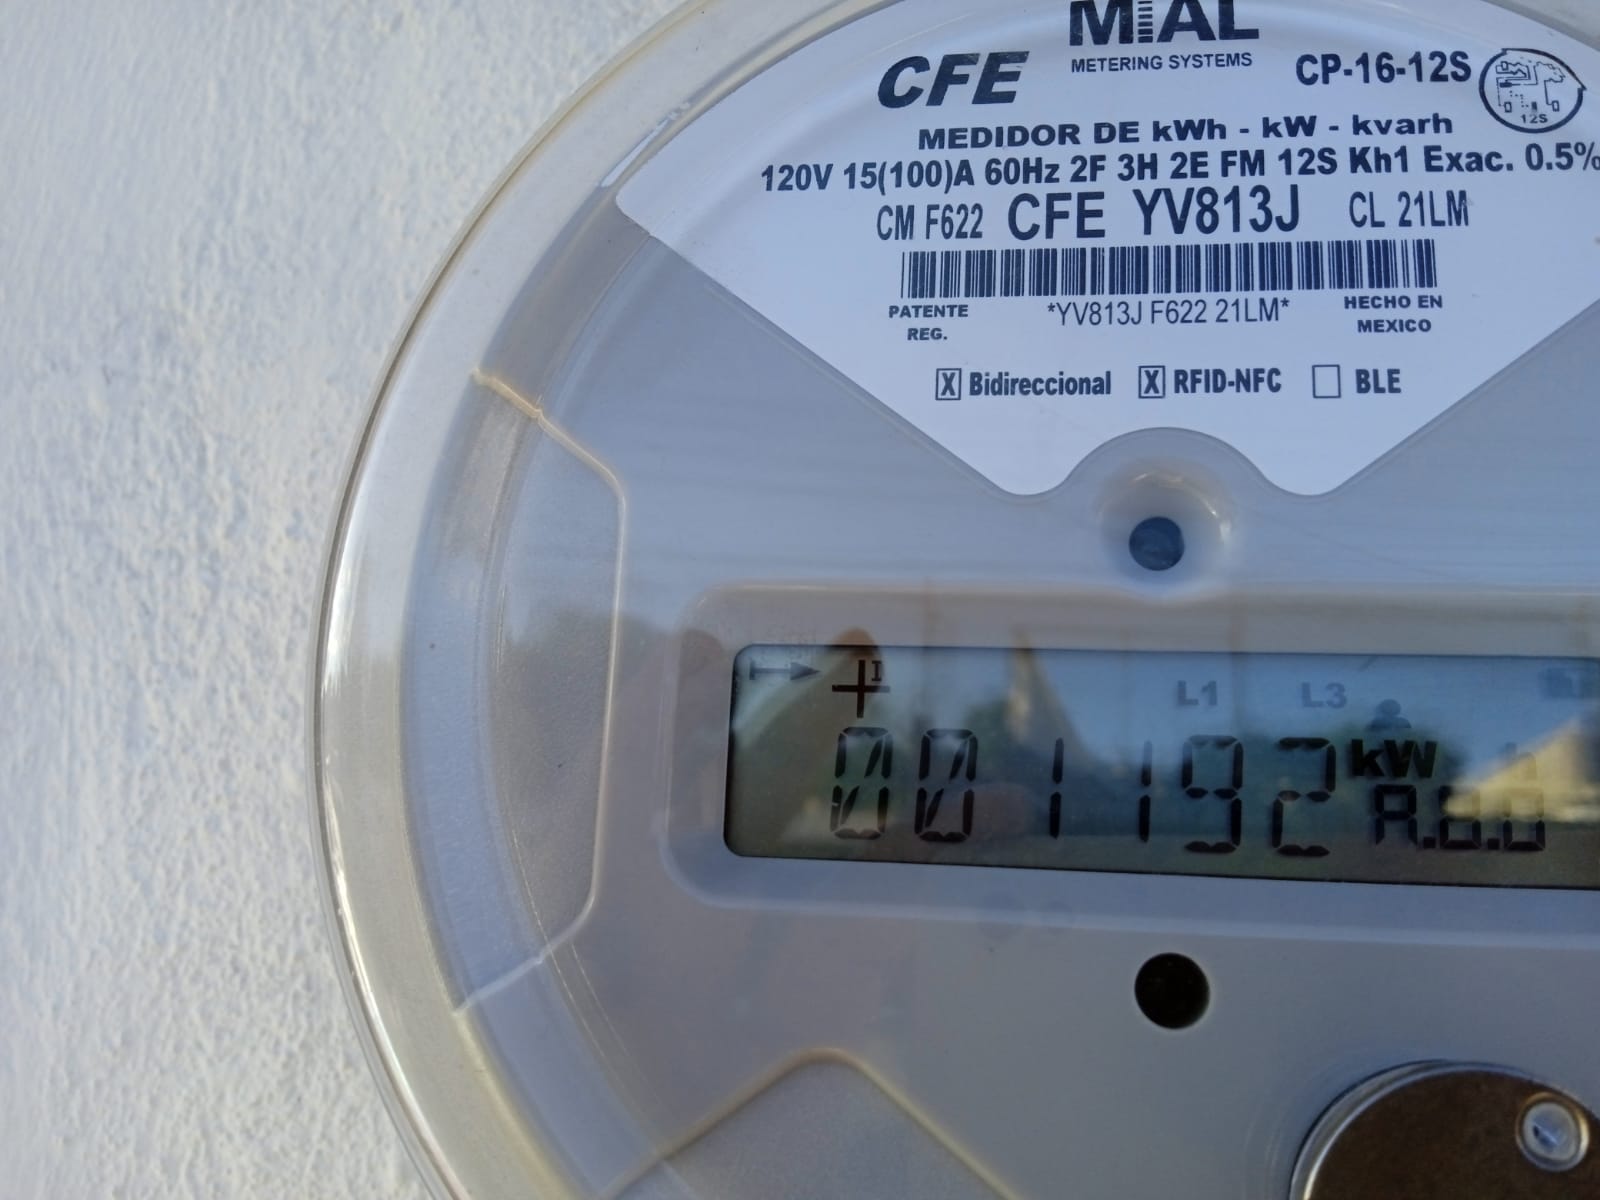 MIAL
METERING SYSTEMS
CFE
CP-16-12S
12S
MEDIDOR DE kWh - kW - kvarh
120V 15(100)A 60Hz 2F 3H 2E FM 12S Kh1 Exac. 0.5%
CM F622 CFE YV813J CL 21LM
PATENTE REG.
*YV813J F622 21LM*
HECHO EN MEXICO
X Bidireccional X RFID-NFC BLE
L1 L3
001192 kW h